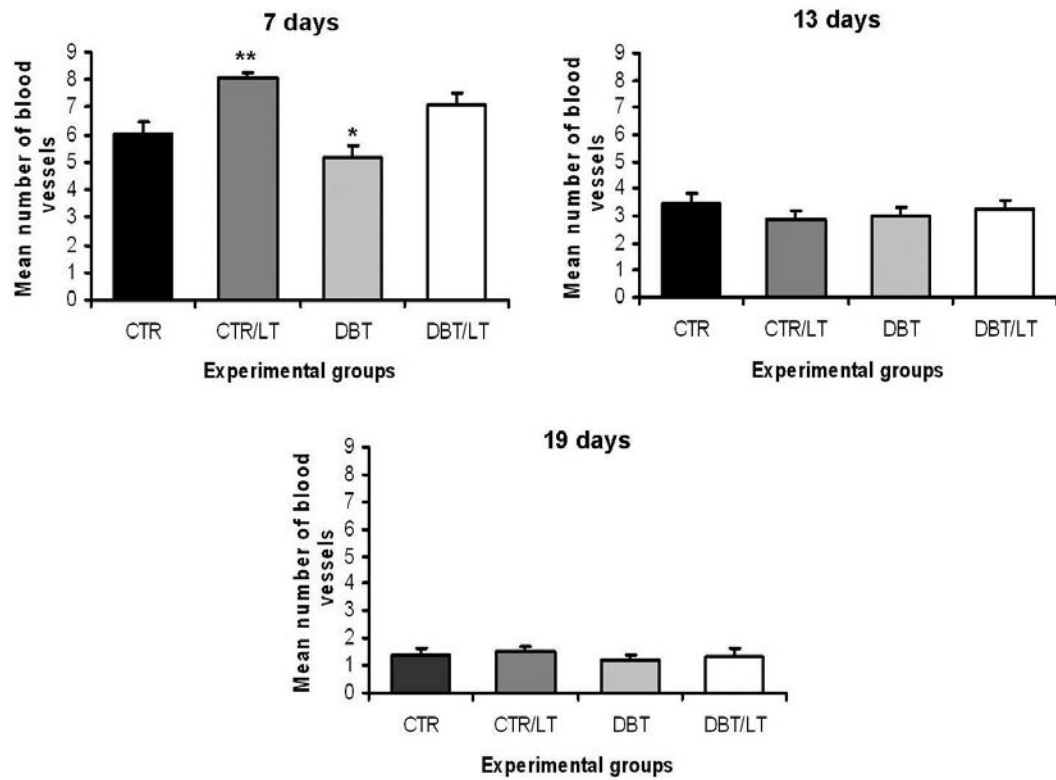 7 days
Mean number of blood
vessels
9
8
7
6
5
4
3
2
1
0
**
*
CTR CTR/LT DBT DBT/LT
Experimental groups
13 days
Mean number of blood
vessels
9
8
7
6
5
4
3
2
1
0
CTR CTR/LT DBT DBT/LT
Experimental groups
19 days
Mean number of blood
vessels
9
8
7
6
5
4
3
2
1
0
CTR CTR/LT DBT DBT/LT
Experimental groups